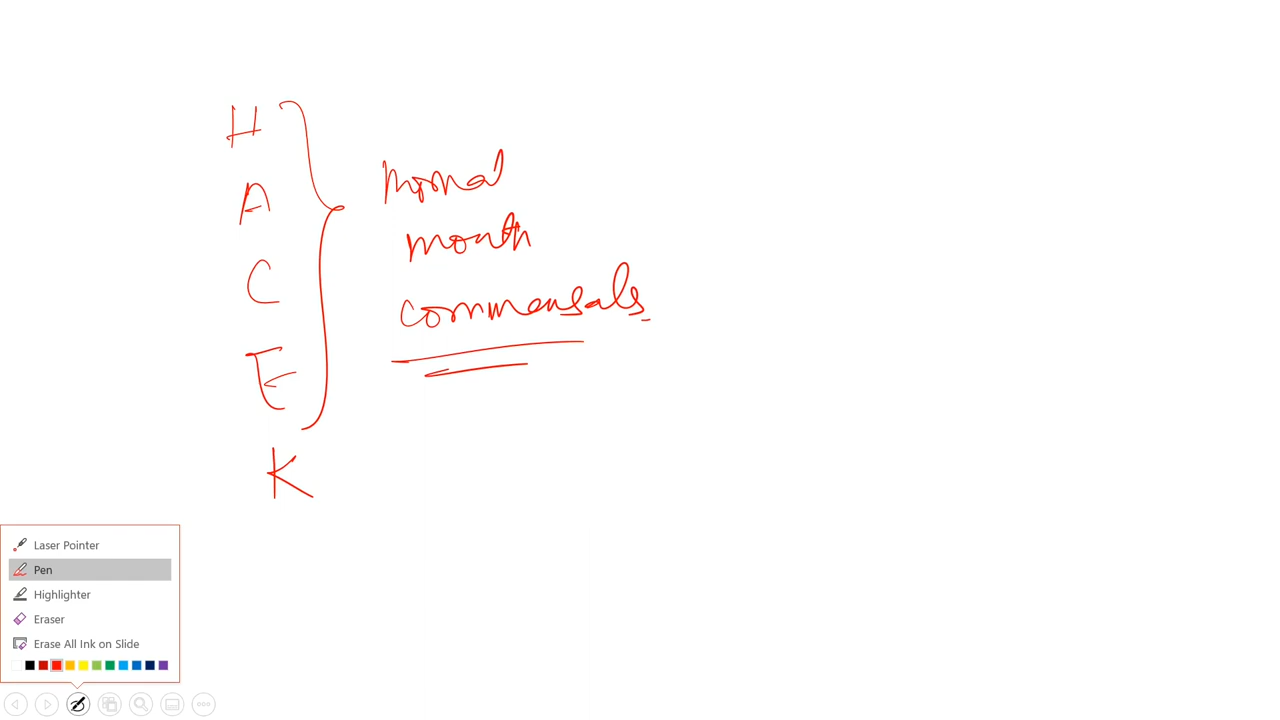 H
A
C
E
K
normal
mouth
commensals
Laser Pointer
Pen
Highlighter
Eraser
Erase All Ink on Slide